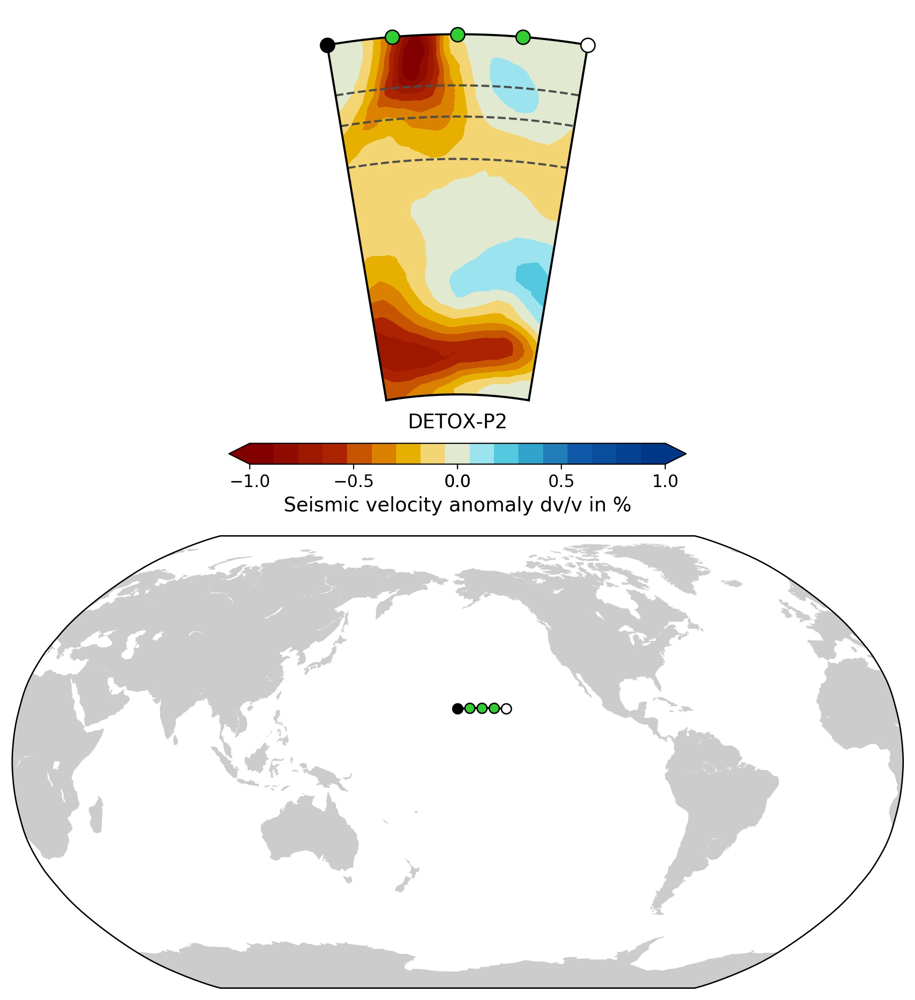 DETOX-P2
−1.0 −0.5 0.0 0.5 1.0
Seismic velocity anomaly dv/v in %